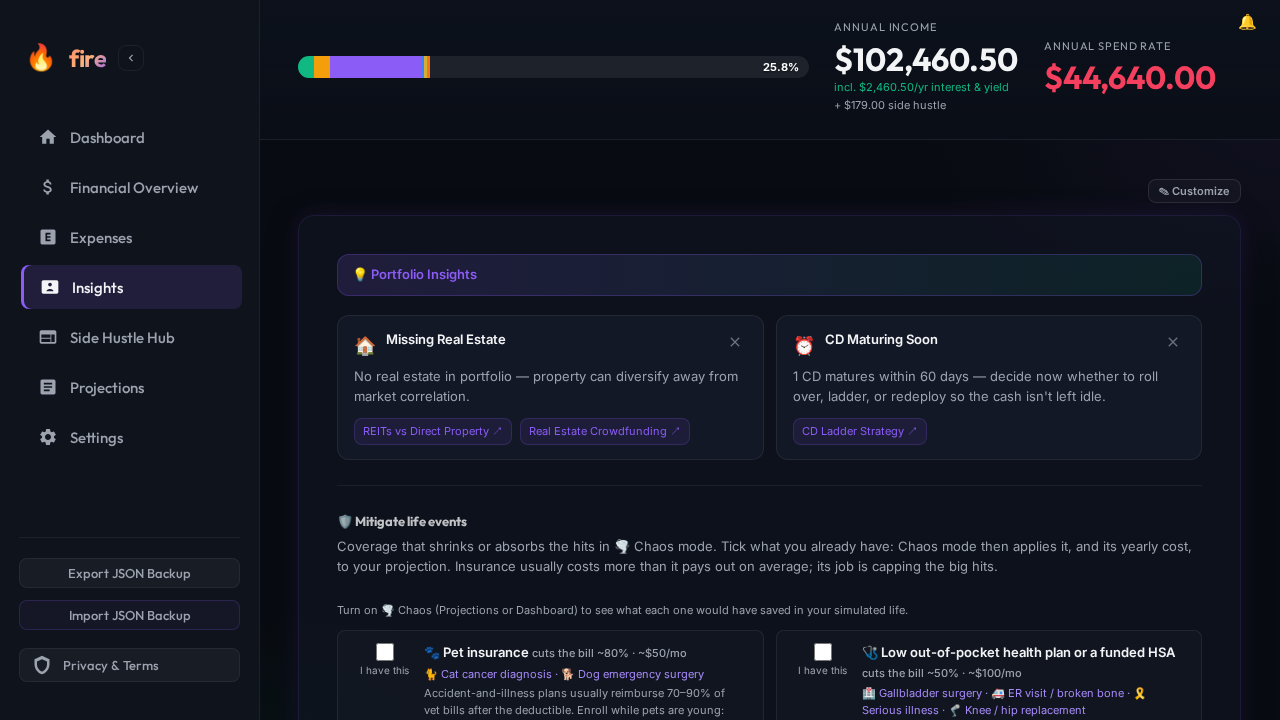 fire
Dashboard
Financial Overview
Expenses
Insights
Side Hustle Hub
Projections
Settings
Export JSON Backup
Import JSON Backup
Privacy & Terms
25.8%
ANNUAL INCOME
$102,460.50
incl. $2,460.50/yr interest & yield
+ $179.00 side hustle
ANNUAL SPEND RATE
$44,640.00
✎ Customize
💡 Portfolio Insights
Missing Real Estate
No real estate in portfolio — property can diversify away from
market correlation.
REITs vs Direct Property ↗
Real Estate Crowdfunding ↗
CD Maturing Soon
1 CD matures within 60 days — decide now whether to roll
over, ladder, or redeploy so the cash isn't left idle.
CD Ladder Strategy ↗
🛡️ Mitigate life events
Coverage that shrinks or absorbs the hits in 🌪️ Chaos mode. Tick what you already have: Chaos mode then applies it, and its yearly cost,
to your projection. Insurance usually costs more than it pays out on average; its job is capping the big hits.
Turn on 🌪️ Chaos (Projections or Dashboard) to see what each one would have saved in your simulated life.
I have this
🐾 Pet insurance cuts the bill ~80% · ~$50/mo
🐈 Cat cancer diagnosis · 🐕 Dog emergency surgery
Accident-and-illness plans usually reimburse 70–90% of
vet bills after the deductible. Enroll while pets are young:
I have this
🩺 Low out-of-pocket health plan or a funded HSA
cuts the bill ~50% · ~$100/mo
🏥 Gallbladder surgery · 🚑 ER visit / broken bone · 🎗️
Serious illness · 🦿 Knee / hip replacement